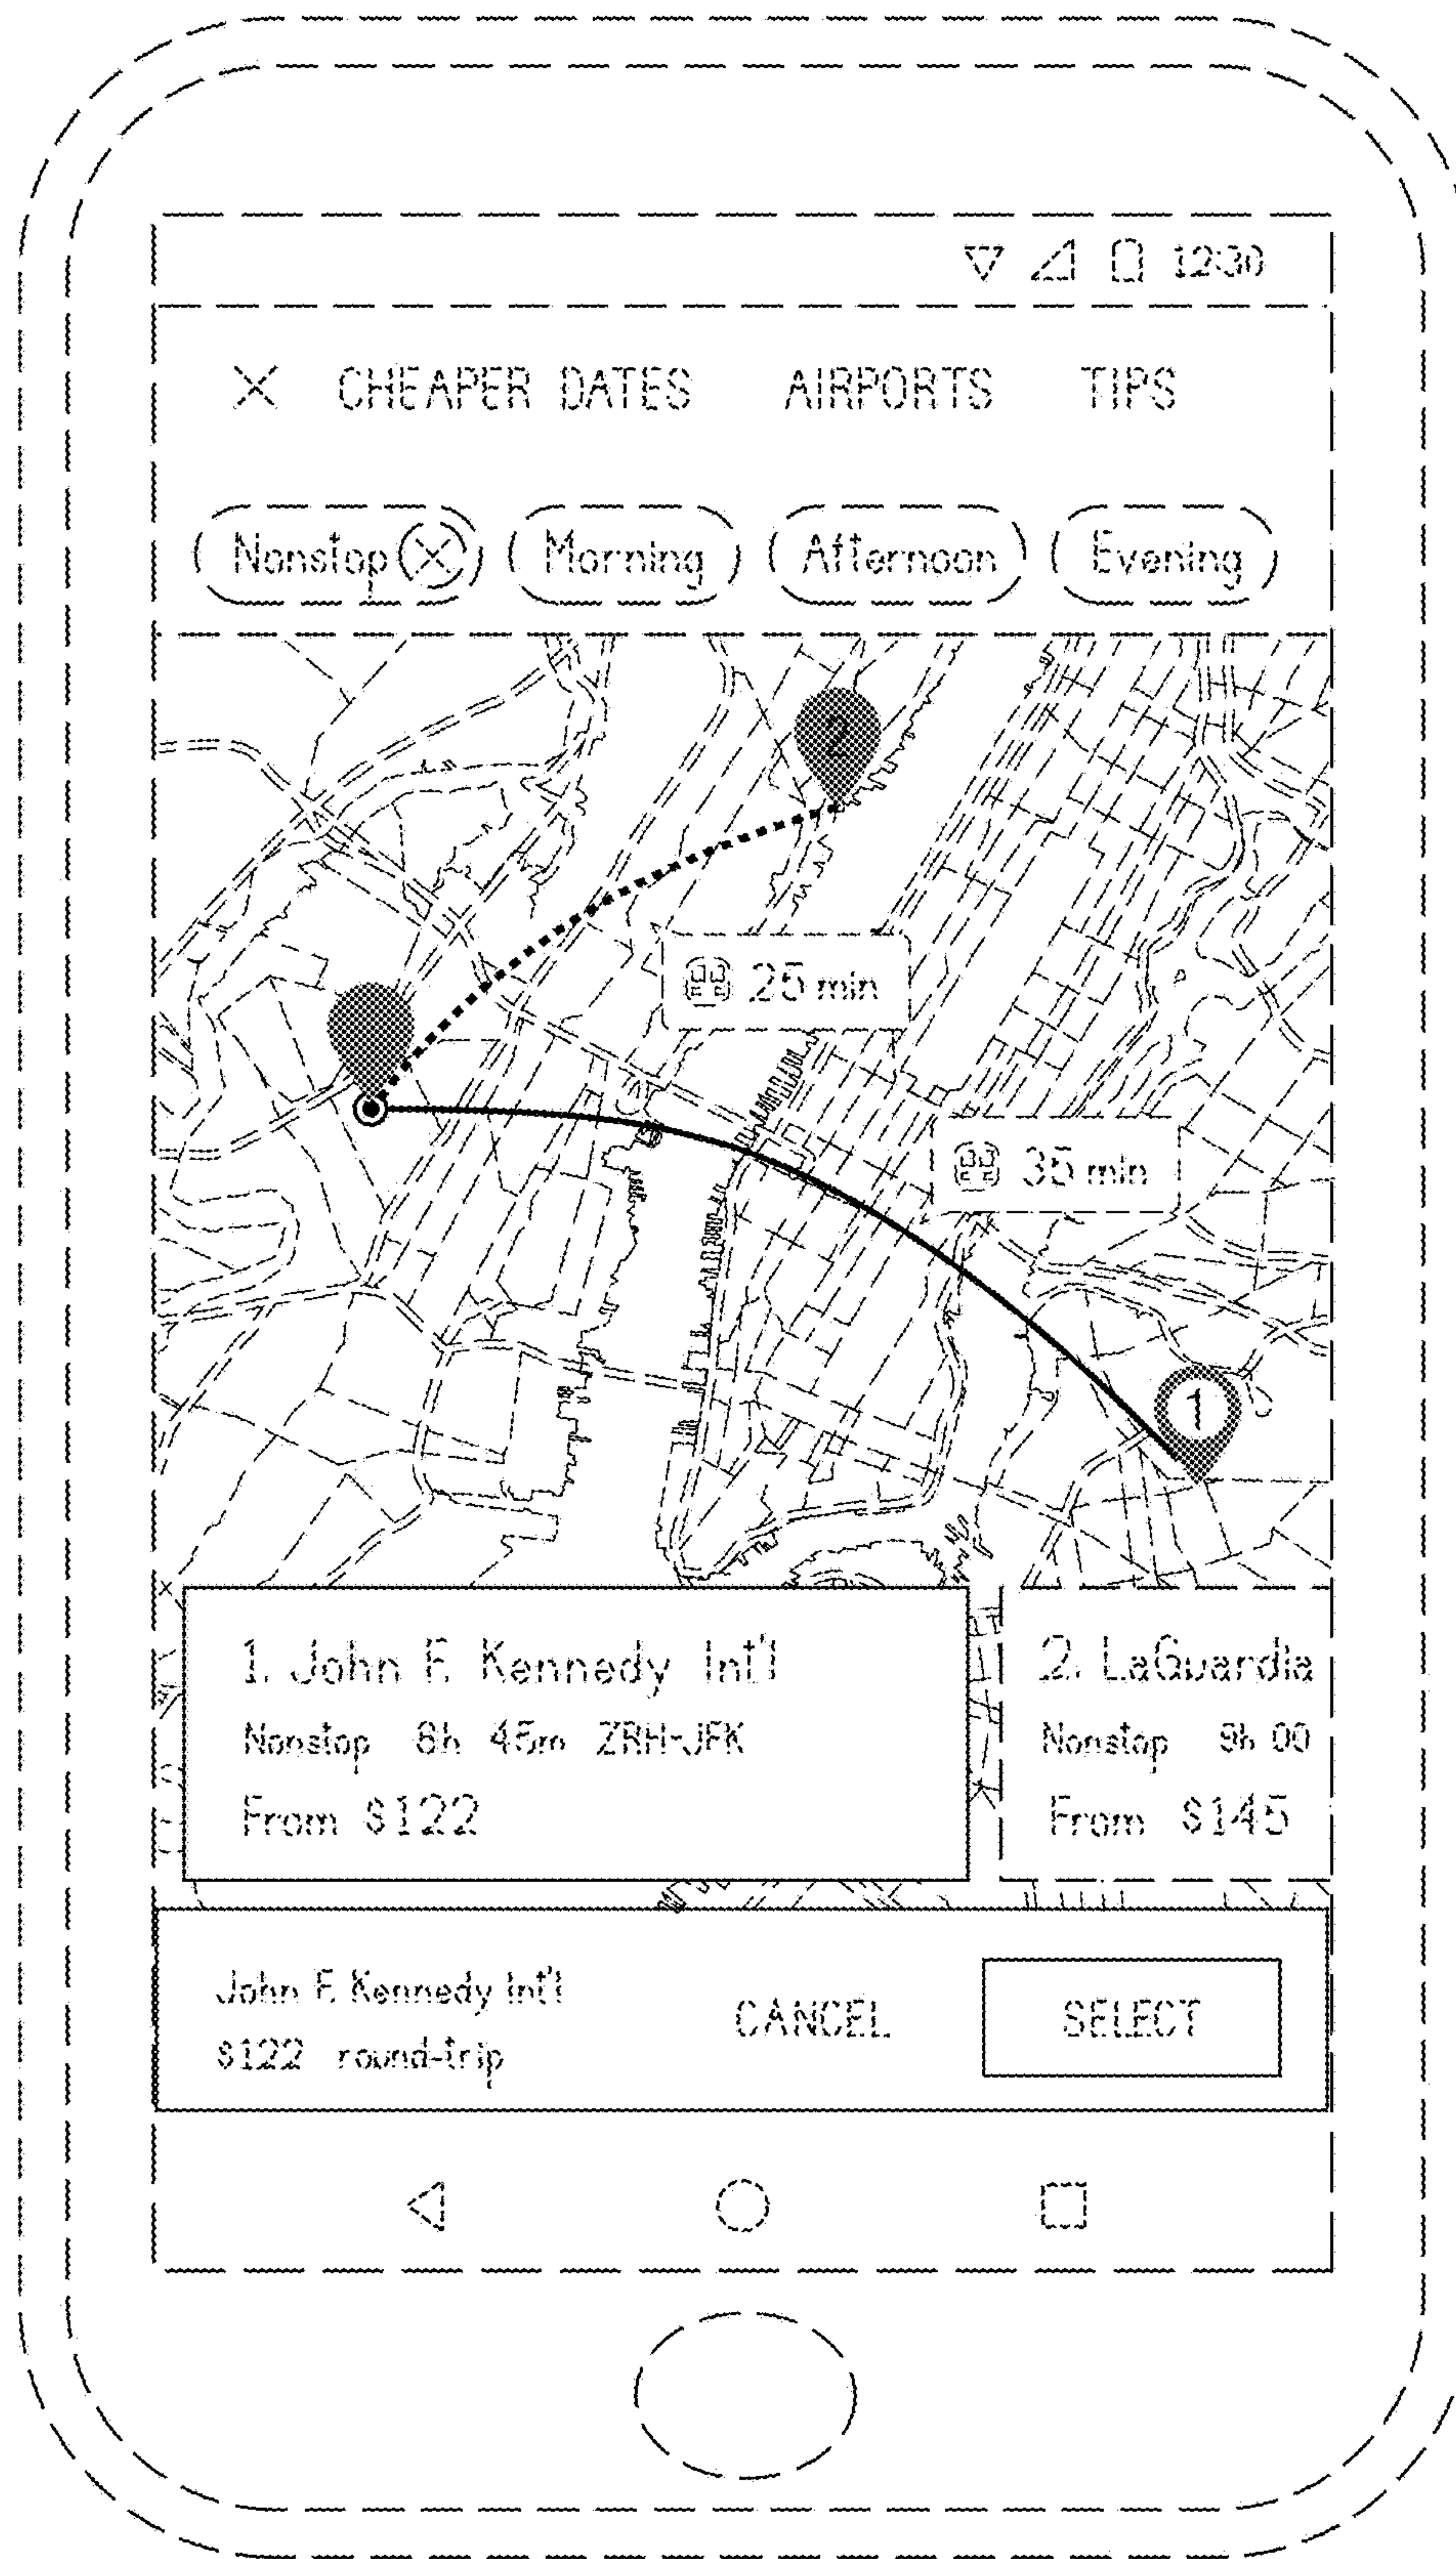 12:30
CHEAPER DATES AIRPORTS TIPS
Nonstop Morning Afternoon Evening
2
25 min
35 min
1
1. John F. Kennedy Int'l
Nonstop 8h 45m ZRH-JFK
From $122
2. LaGuardia
Nonstop 9h 00
From $145
John F. Kennedy Int'l
$122 round-trip
CANCEL
SELECT